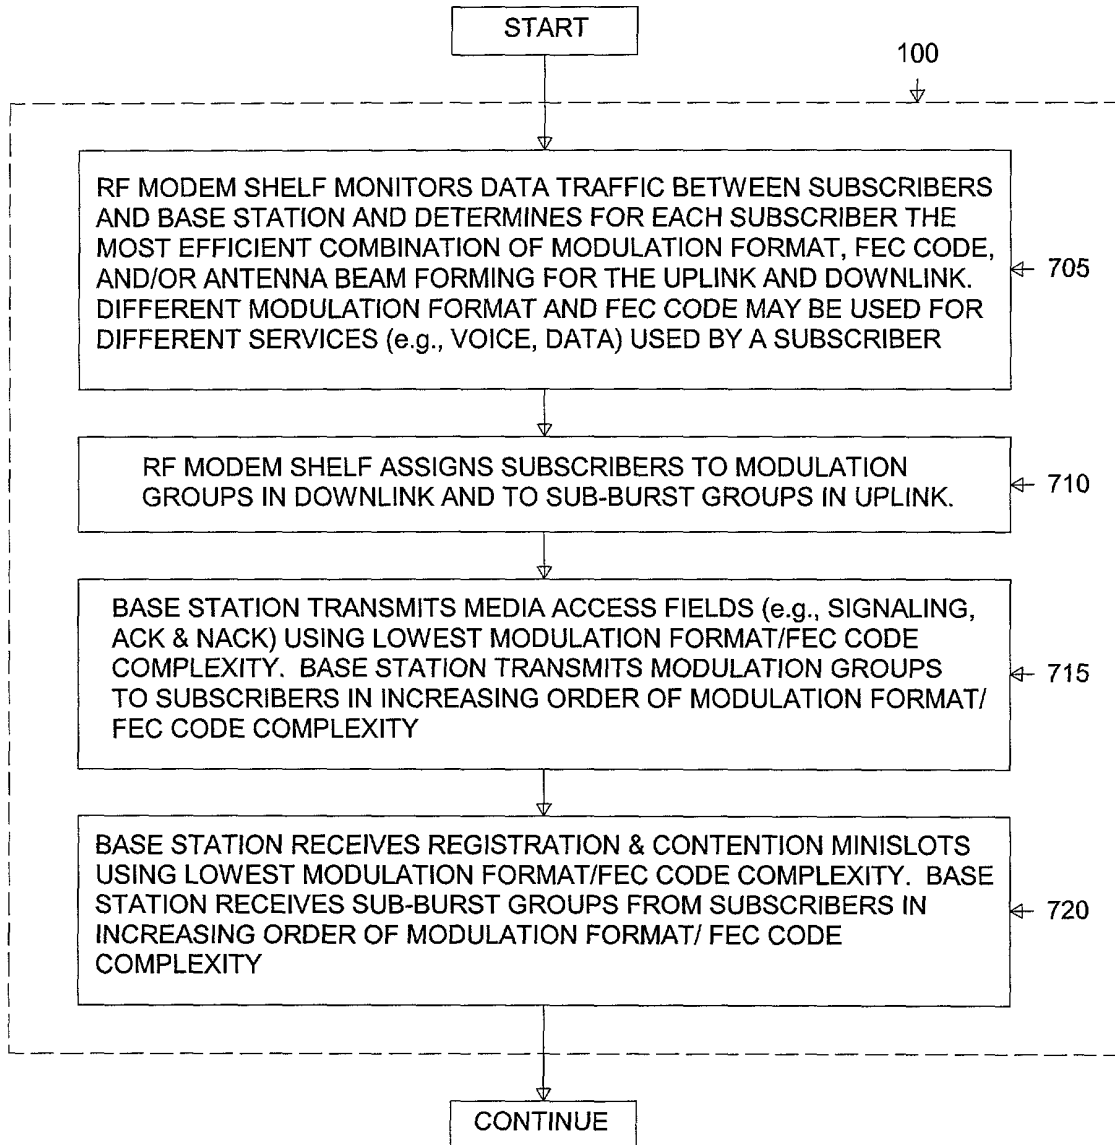 START
100
RF MODEM SHELF MONITORS DATA TRAFFIC BETWEEN SUBSCRIBERS
AND BASE STATION AND DETERMINES FOR EACH SUBSCRIBER THE
MOST EFFICIENT COMBINATION OF MODULATION FORMAT, FEC CODE,
AND/OR ANTENNA BEAM FORMING FOR THE UPLINK AND DOWNLINK.
DIFFERENT MODULATION FORMAT AND FEC CODE MAY BE USED FOR
DIFFERENT SERVICES (e.g., VOICE, DATA) USED BY A SUBSCRIBER
705
RF MODEM SHELF ASSIGNS SUBSCRIBERS TO MODULATION
GROUPS IN DOWNLINK AND TO SUB-BURST GROUPS IN UPLINK.
710
BASE STATION TRANSMITS MEDIA ACCESS FIELDS (e.g., SIGNALING,
ACK & NACK) USING LOWEST MODULATION FORMAT/FEC CODE
COMPLEXITY. BASE STATION TRANSMITS MODULATION GROUPS
TO SUBSCRIBERS IN INCREASING ORDER OF MODULATION FORMAT/
FEC CODE COMPLEXITY
715
BASE STATION RECEIVES REGISTRATION & CONTENTION MINISLOTS
USING LOWEST MODULATION FORMAT/FEC CODE COMPLEXITY. BASE
STATION RECEIVES SUB-BURST GROUPS FROM SUBSCRIBERS IN
INCREASING ORDER OF MODULATION FORMAT/ FEC CODE
COMPLEXITY
720
CONTINUE